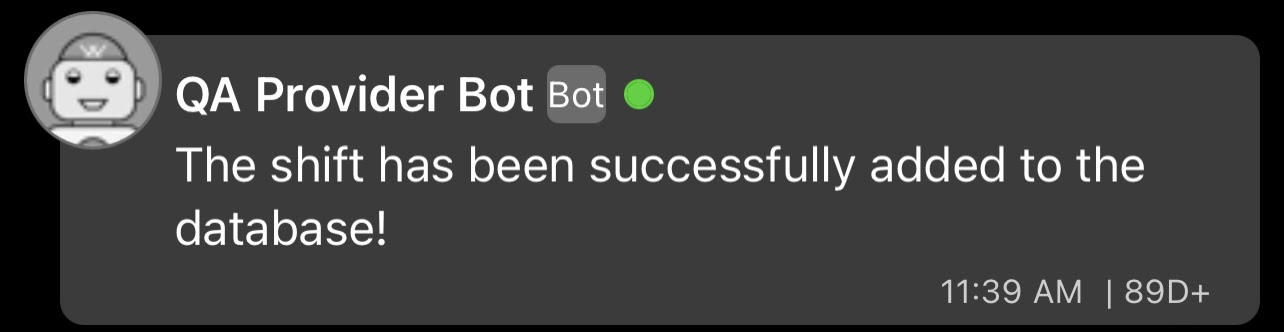 QA Provider Bot Bot
The shift has been successfully added to the
database!
11:39 AM | 89D+